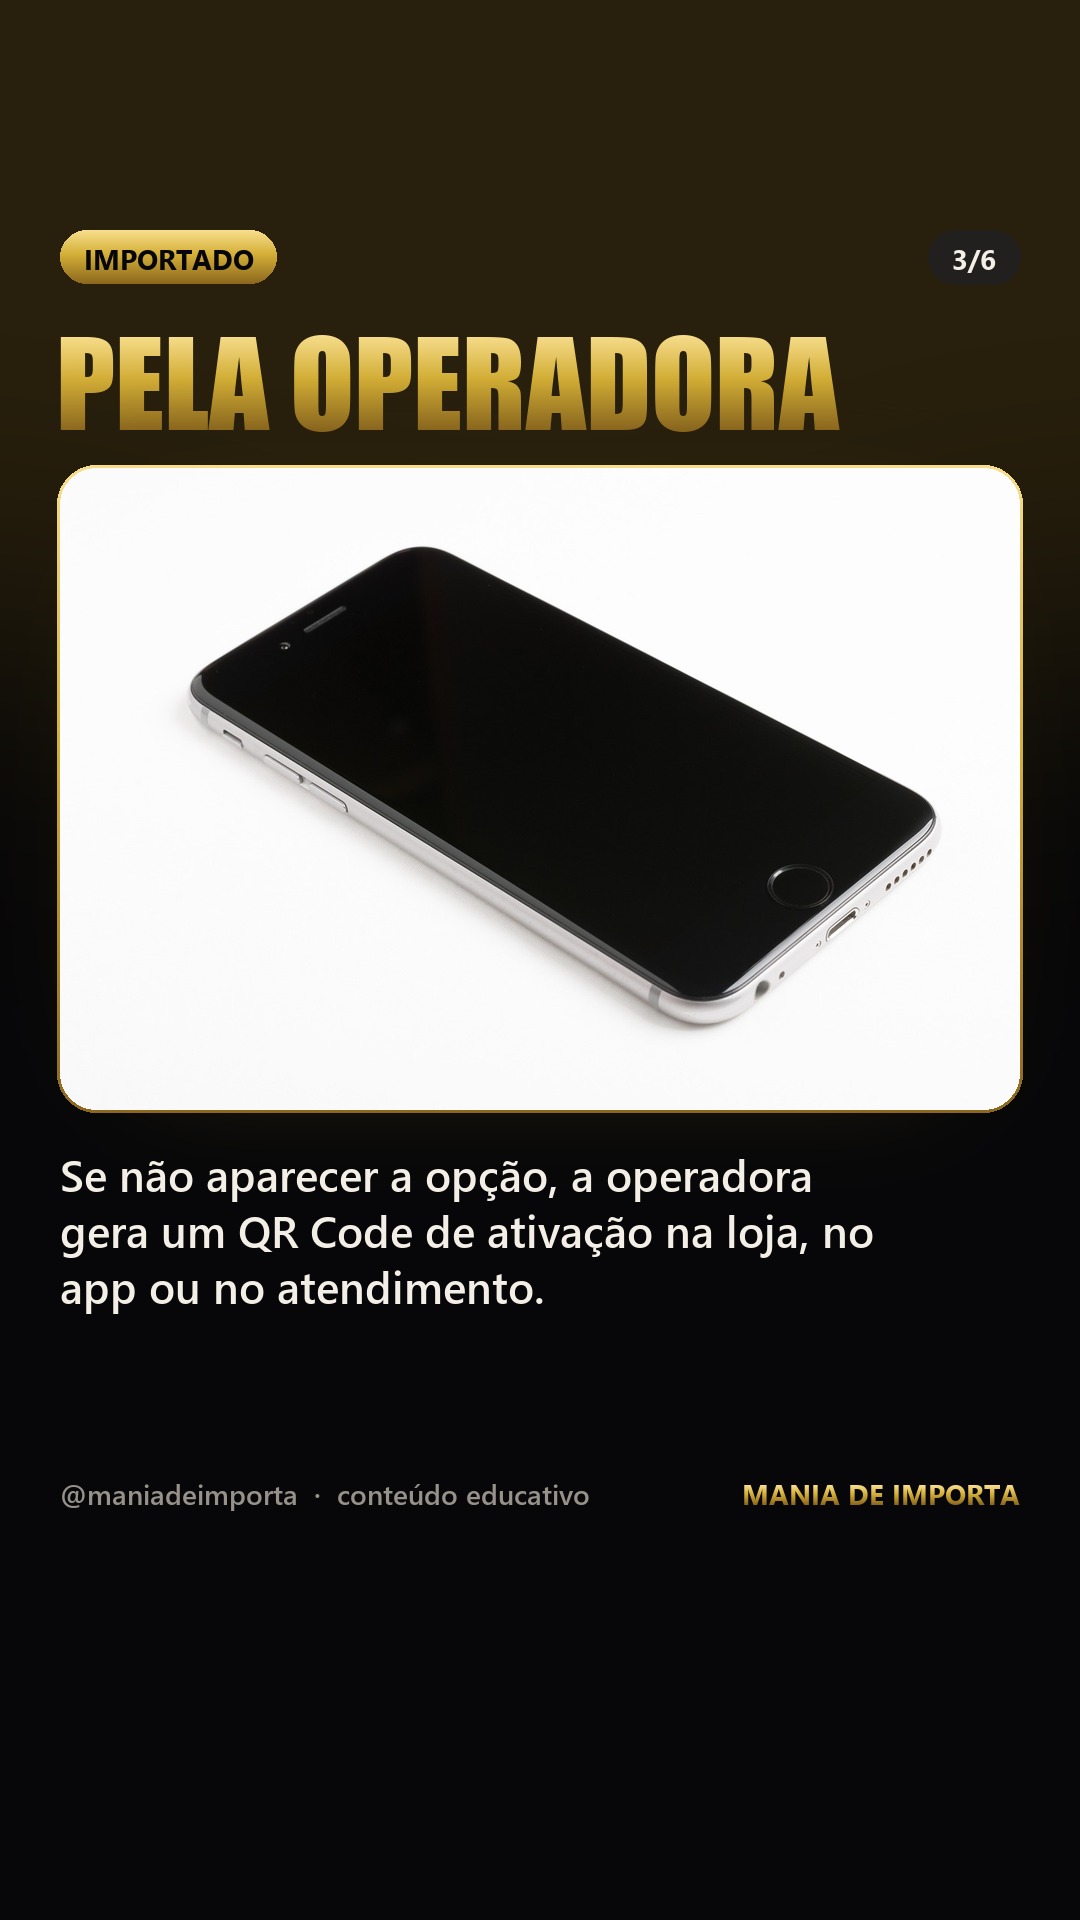 IMPORTADO
3/6
PELA OPERADORA
Se não aparecer a opção, a operadora
gera um QR Code de ativação na loja, no
app ou no atendimento.
@maniadeimporta · conteúdo educativo
MANIA DE IMPORTA